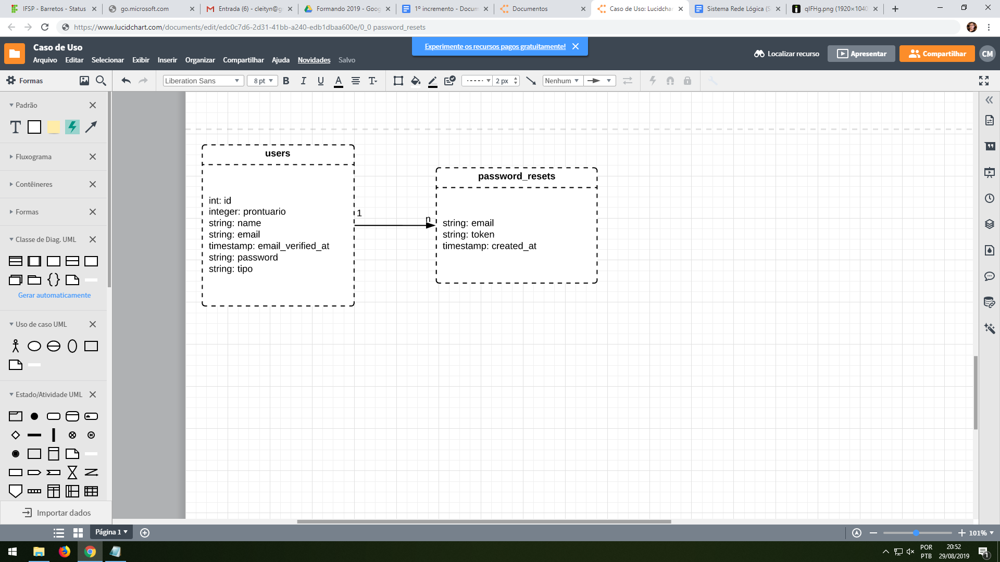 IFSP - Barretos - Status
go.microsoft.com
Entrada (6) - cleityn@g
Formando 2019 - Goog
1º incremento - Docum
Documentos
Caso de Uso: Lucidchar
Sistema Rede Lógica (S
qIFHg.png (1920×1040
https://www.lucidchart.com/documents/edit/edc0c7d6-2d31-41bb-a240-edb1dbaa600e/0_0 password_resets
Caso de Uso
Experimente os recursos pagos gratuitamente!
Arquivo Editar Selecionar Exibir Inserir Organizar Compartilhar Ajuda Novidades Salvo
Localizar recurso
Apresentar
Compartilhar
CM
Formas
Liberation Sans
8 pt
B I U A T
2 px
Nenhum
Padrão
T
Fluxograma
Contêineres
Formas
Classe de Diag. UML
Gerar automaticamente
Uso de caso UML
Estado/Atividade UML
Importar dados
users
int: id
integer: prontuario
string: name
string: email
timestamp: email_verified_at
string: password
string: tipo
1
n
password_resets
string: email
string: token
timestamp: created_at
Página 1
101%
POR
PTB
20:52
29/08/2019
1